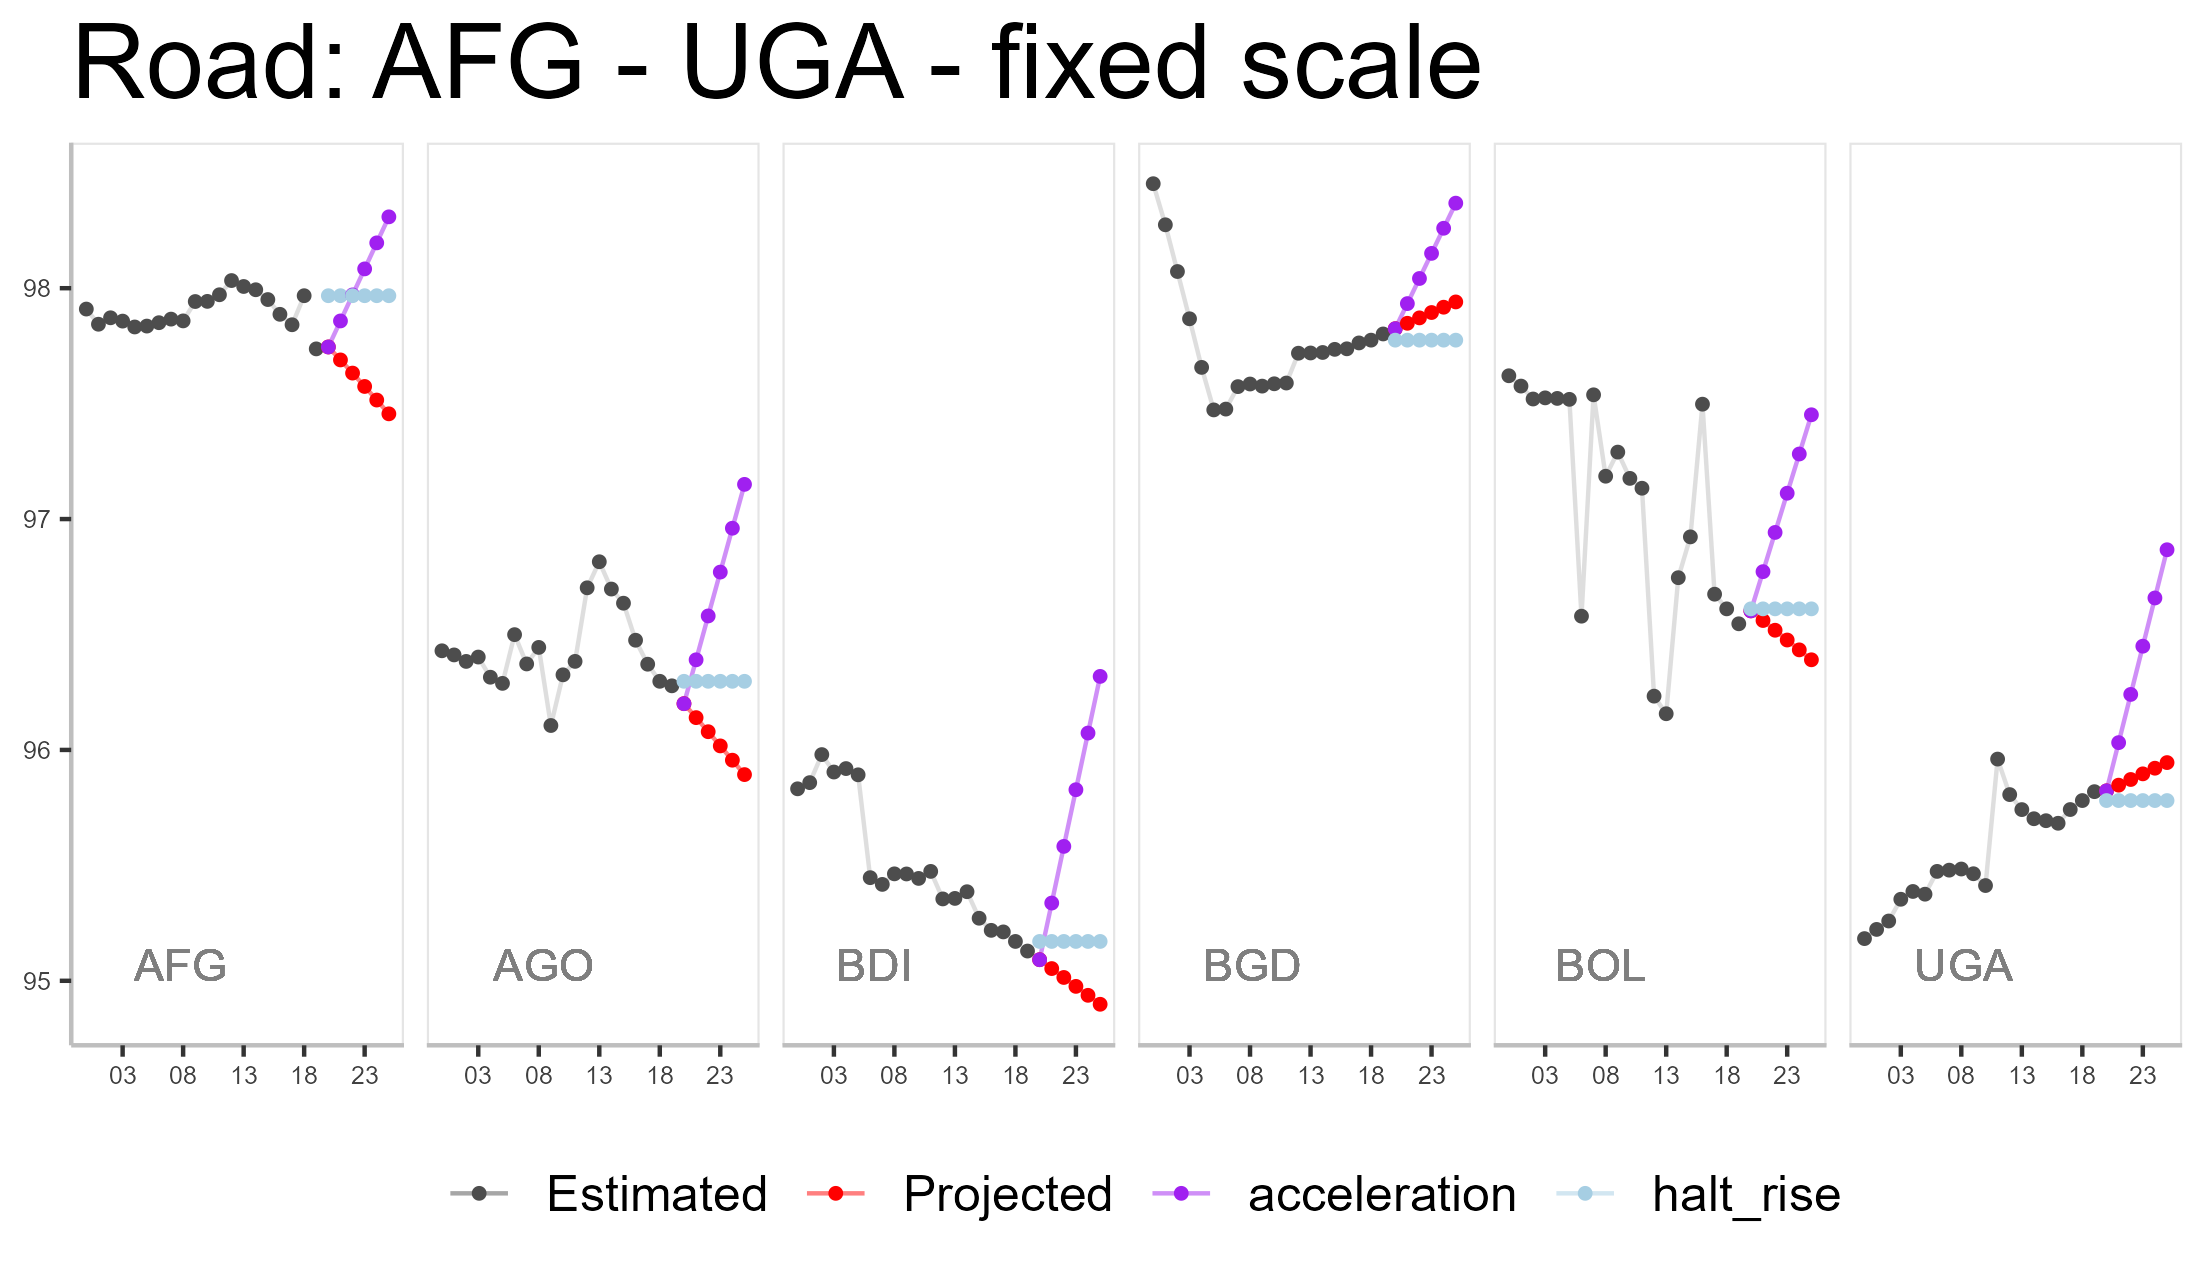 Road: AFG - UGA - fixed scale
98
97
96
95
AFG
AGO
BDI
BGD
BOL
UGA
03 08 13 18 23
03 08 13 18 23
03 08 13 18 23
03 08 13 18 23
03 08 13 18 23
03 08 13 18 23
Estimated Projected acceleration halt_rise